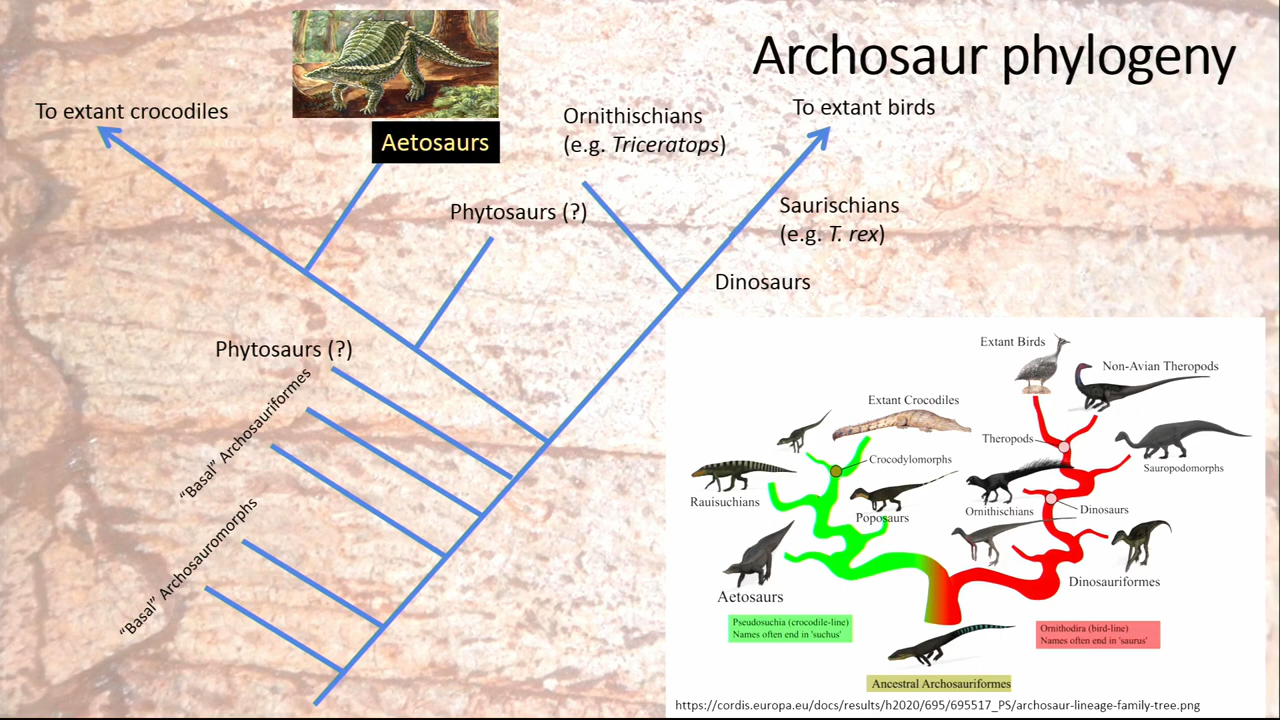 Archosaur phylogeny
To extant crocodiles
Aetosaurs
Ornithischians
(e.g. Triceratops)
To extant birds
Phytosaurs (?)
Saurischians
(e.g. T. rex)
Dinosaurs
Phytosaurs (?)
"Basal" Archosauriformes
"Basal" Archosauromorphs
Extant Birds
Non-Avian Theropods
Extant Crocodiles
Theropods
Crocodylomorphs
Sauropodomorphs
Rauisuchians
Poposaurs
Ornithischians
Dinosaurs
Aetosaurs
Dinosauriformes
Pseudosuchia (crocodile-line)
Names often end in 'suchus'
Ornithodira (bird-line)
Names often end in 'saurus'
Ancestral Archosauriformes
https://cordis.europa.eu/docs/results/h2020/695/695517_PS/archosaur-lineage-family-tree.png